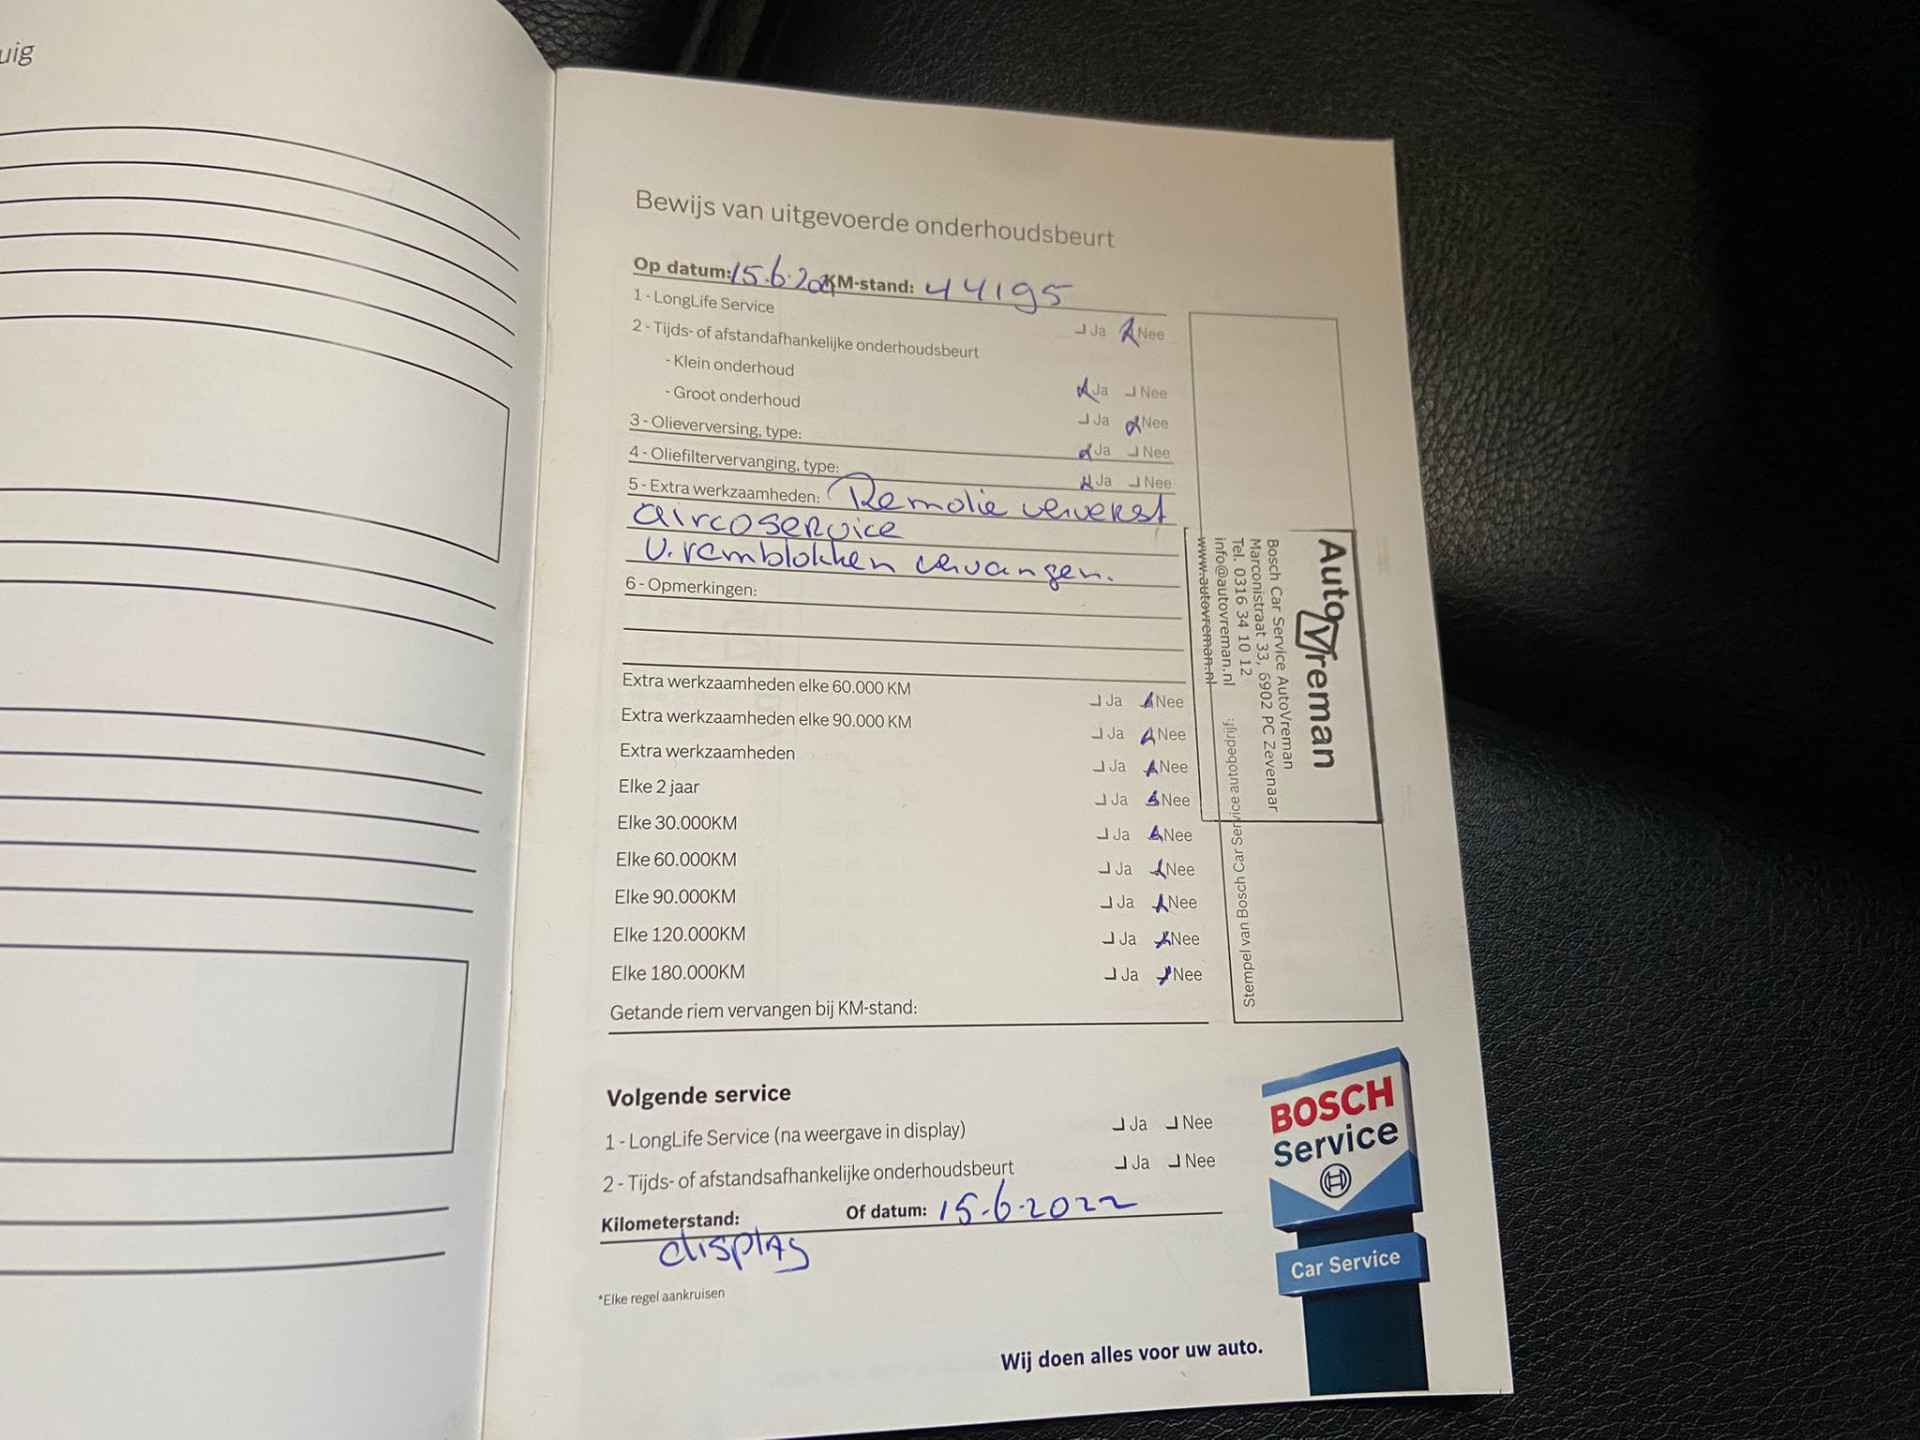 uig
Bewijs van uitgevoerde onderhoudsbeurt
Op datum: 15.6.2021 KM-stand: 44195
1 - LongLife Service Ja Nee
2 - Tijds- of afstandafhankelijke onderhoudsbeurt
- Klein onderhoud Ja Nee
- Groot onderhoud Ja Nee
3 - Olieverversing, type: Ja Nee
4 - Oliefiltervervanging, type: Ja Nee
5 - Extra werkzaamheden: Remolie ververst
aircoservice
V. remblokken vervangen.
6 - Opmerkingen:
Extra werkzaamheden elke 60.000 KM Ja Nee
Extra werkzaamheden elke 90.000 KM Ja Nee
Extra werkzaamheden Ja Nee
Elke 2 jaar Ja Nee
Elke 30.000KM Ja Nee
Elke 60.000KM Ja Nee
Elke 90.000KM Ja Nee
Elke 120.000KM Ja Nee
Elke 180.000KM Ja Nee
Getande riem vervangen bij KM-stand:
AutoVreman
Bosch Car Service AutoVreman
Marconistraat 33, 6902 PC Zevenaar
Tel. 0316 34 10 12
info@autovreman.nl
www.autovreman.nl
Stempel van Bosch Car Service autobedrijf:
Volgende service
1 - LongLife Service (na weergave in display) Ja Nee
2 - Tijds- of afstandsafhankelijke onderhoudsbeurt Ja Nee
Kilometerstand: Of datum: 15.6.2022
display
*Elke regel aankruisen
BOSCH
Service
Car Service
Wij doen alles voor uw auto.